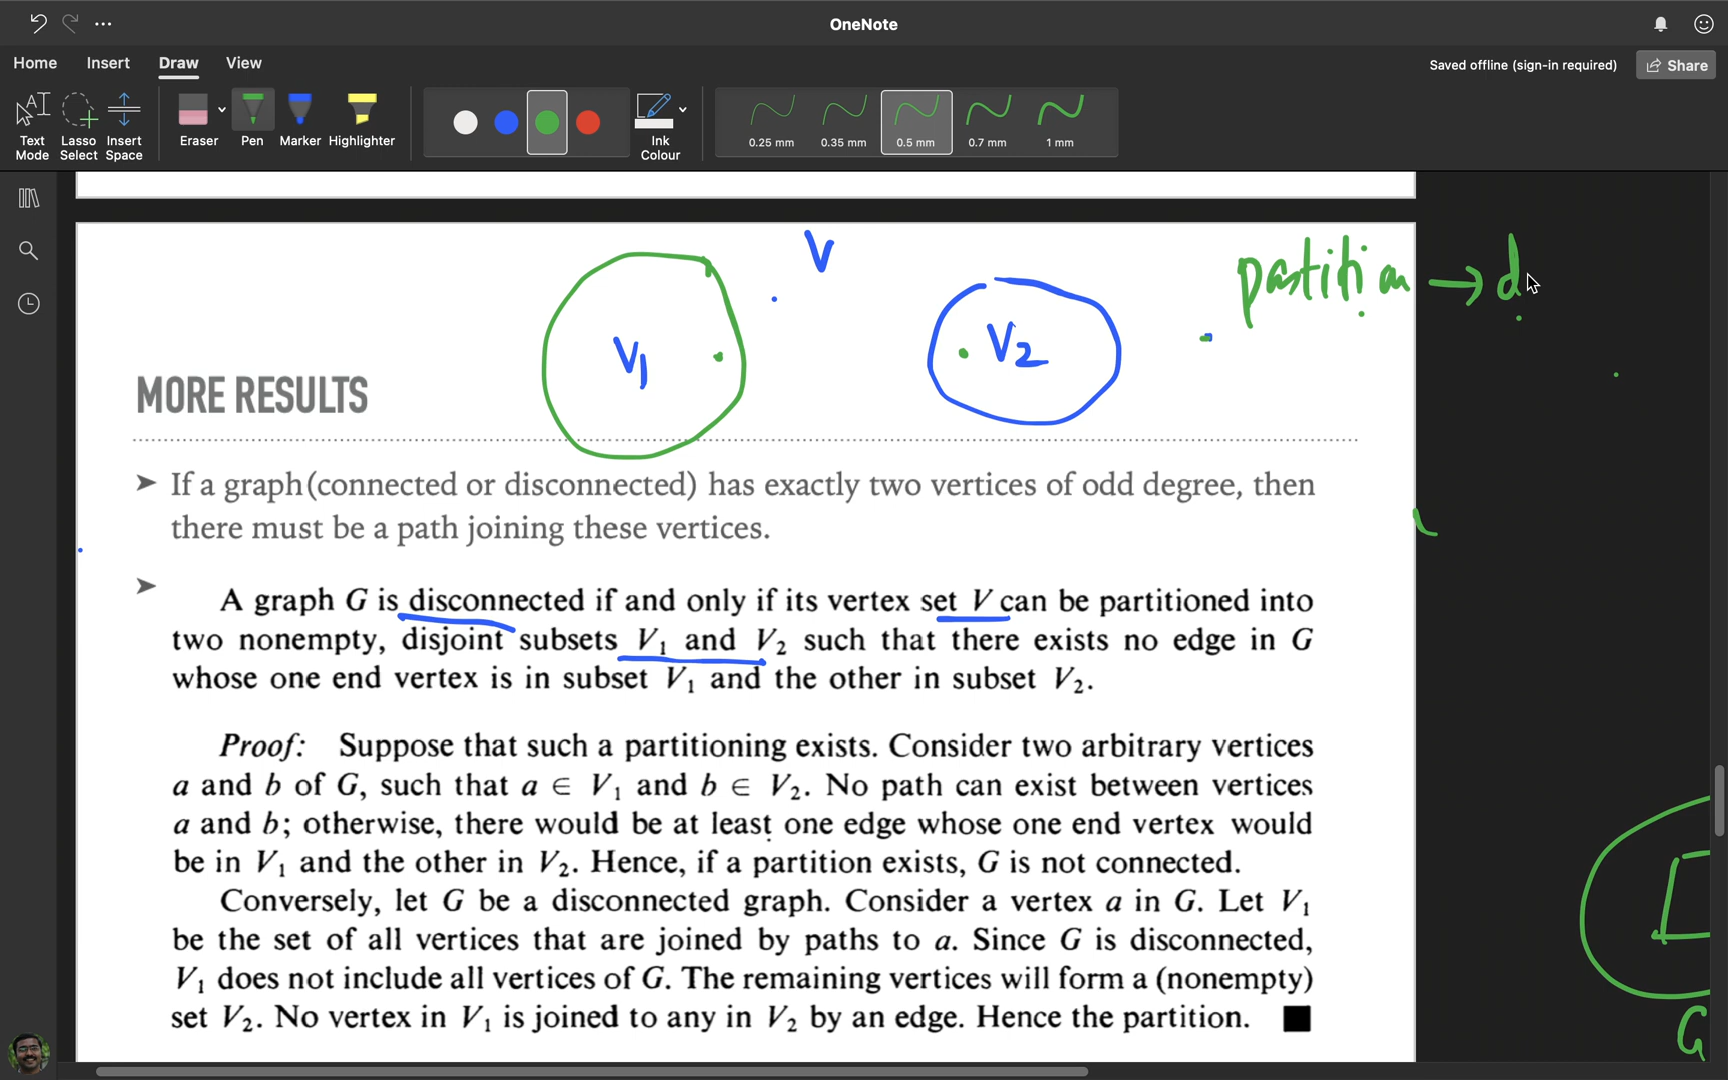 OneNote
Home Insert Draw View
Saved offline (sign-in required) Share
Text Mode
Lasso Select
Insert Space
Eraser
Pen
Marker
Highlighter
Ink Colour
0.25 mm
0.35 mm
0.5 mm
0.7 mm
1 mm
V
partition → d
V1
V2
MORE RESULTS
➤ If a graph(connected or disconnected) has exactly two vertices of odd degree, then
there must be a path joining these vertices.
➤
A graph G is disconnected if and only if its vertex set V can be partitioned into
two nonempty, disjoint subsets V₁ and V₂ such that there exists no edge in G
whose one end vertex is in subset V₁ and the other in subset V₂.
Proof: Suppose that such a partitioning exists. Consider two arbitrary vertices
a and b of G, such that a ∈ V₁ and b ∈ V₂. No path can exist between vertices
a and b; otherwise, there would be at least one edge whose one end vertex would
be in V₁ and the other in V₂. Hence, if a partition exists, G is not connected.
Conversely, let G be a disconnected graph. Consider a vertex a in G. Let V₁
be the set of all vertices that are joined by paths to a. Since G is disconnected,
V₁ does not include all vertices of G. The remaining vertices will form a (nonempty)
set V₂. No vertex in V₁ is joined to any in V₂ by an edge. Hence the partition. ■
G